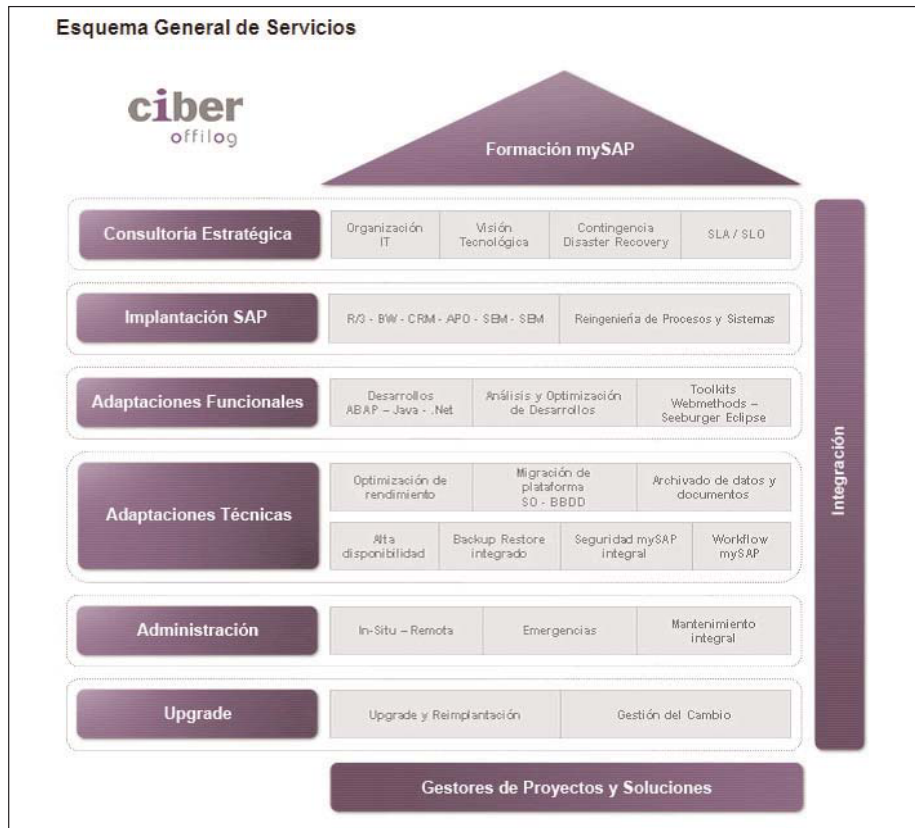 Esquema General de Servicios
ciber
offilog
Formación mySAP
Consultoría Estratégica
Organización
IT
Visión
Tecnológica
Contingencia
Disaster Recovery
SLA / SLO
Implantación SAP
R/3 - BW - CRM - APO - SEM - SEM
Reingeniería de Procesos y Sistemas
Adaptaciones Funcionales
Desarrollos
ABAP – Java - .Net
Análisis y Optimización
de Desarrollos
Toolkits
Webmethods –
Seeburger Eclipse
Adaptaciones Técnicas
Optimización de
rendimiento
Migración de
plataforma
SO - BBDD
Archivado de datos y
documentos
Alta
disponibilidad
Backup Restore
integrado
Seguridad mySAP
integral
Workflow
mySAP
Administración
In-Situ – Remota
Emergencias
Mantenimiento
integral
Upgrade
Upgrade y Reimplantación
Gestión del Cambio
Integración
Gestores de Proyectos y Soluciones